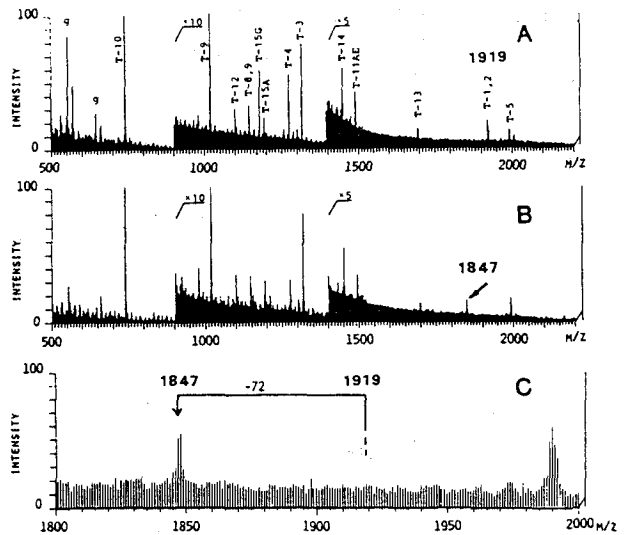 A
×10
×5
g
g
T-10
T-9
T-12
T-8,9
T-15G
T-15A
T-4
T-3
T-14
T-11AE
T-13
1919
T-1,2
T-5
100
0
INTENSITY
500
1000
1500
2000
M/Z
B
×10
×5
1847
100
0
INTENSITY
500
1000
1500
2000
M/Z
C
1847
-72
1919
100
0
INTENSITY
1800
1850
1900
1950
2000
M/Z